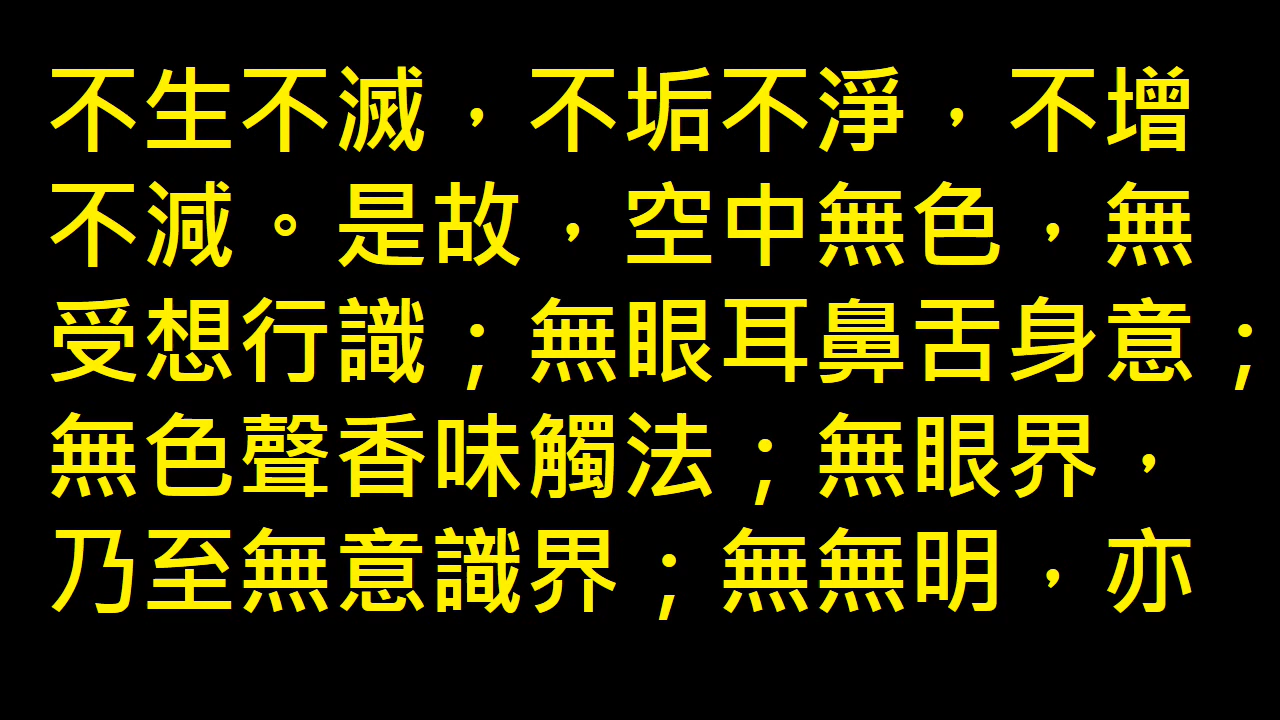 不生不滅，不垢不淨，不增
不減。是故，空中無色，無
受想行識；無眼耳鼻舌身意；
無色聲香味觸法；無眼界，
乃至無意識界；無無明，亦